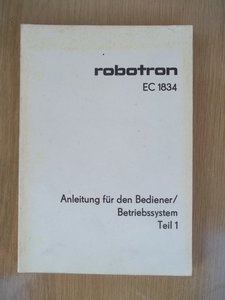 robotron
EC 1834
Anleitung für den Bediener/
Betriebssystem
Teil 1